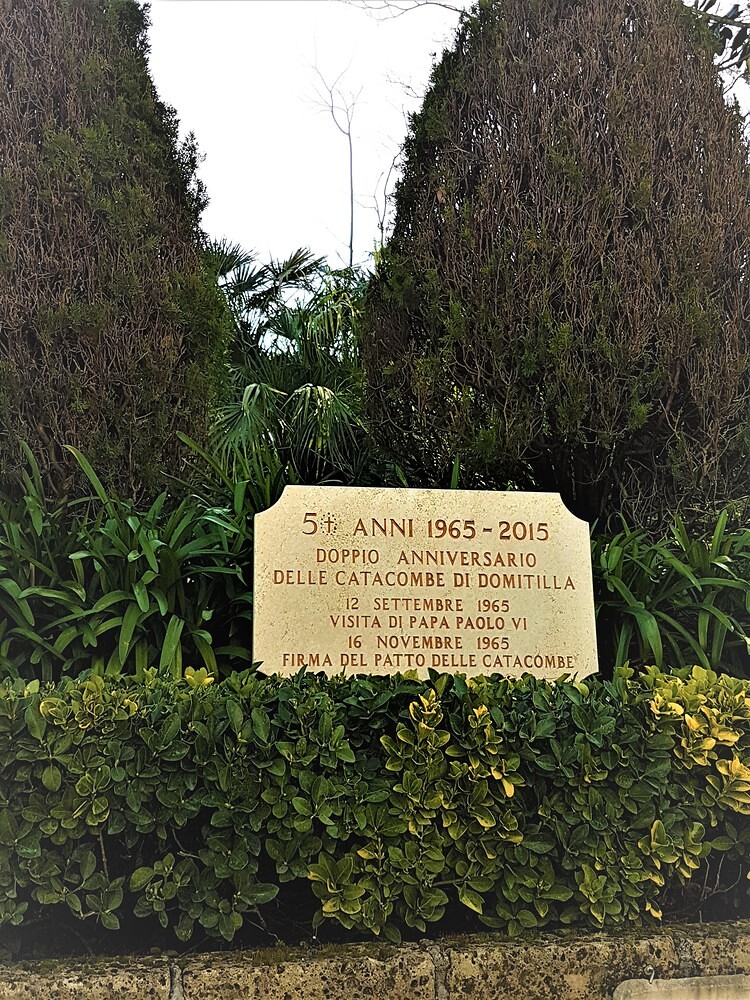 5† ANNI 1965 - 2015
DOPPIO ANNIVERSARIO
DELLE CATACOMBE DI DOMITILLA
12 SETTEMBRE 1965
VISITA DI PAPA PAOLO VI
16 NOVEMBRE 1965
FIRMA DEL PATTO DELLE CATACOMBE